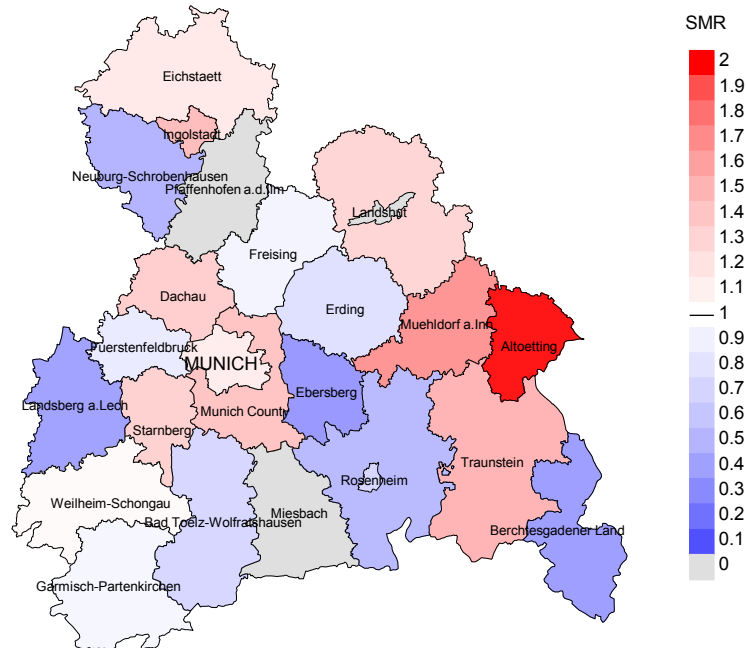 SMR
2
1.9
1.8
1.7
1.6
1.5
1.4
1.3
1.2
1.1
1
0.9
0.8
0.7
0.6
0.5
0.4
0.3
0.2
0.1
0
Eichstaett
Ingolstadt
Neuburg-Schrobenhausen
Pfaffenhofen a.d.Ilm
Landshut
Freising
Dachau
Erding
Muehldorf a.Inn
Altoetting
Fuerstenfeldbruck
MUNICH
Ebersberg
Landsberg a.Lech
Munich County
Starnberg
Traunstein
Rosenheim
Weilheim-Schongau
Miesbach
Bad Toelz-Wolfratshausen
Berchtesgadener Land
Garmisch-Partenkirchen